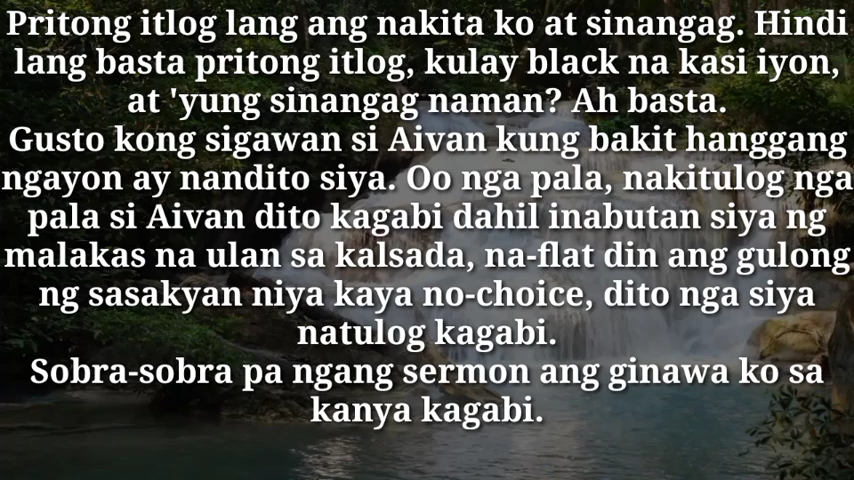 Pritong itlog lang ang nakita ko at sinangag. Hindi
lang basta pritong itlog, kulay black na kasi iyon,
at 'yung sinangag naman? Ah basta.
Gusto kong sigawan si Aivan kung bakit hanggang
ngayon ay nandito siya. Oo nga pala, nakitulog nga
pala si Aivan dito kagabi dahil inabutan siya ng
malakas na ulan sa kalsada, na-flat din ang gulong
ng sasakyan niya kaya no-choice, dito nga siya
natulog kagabi.
Sobra-sobra pa ngang sermon ang ginawa ko sa
kanya kagabi.